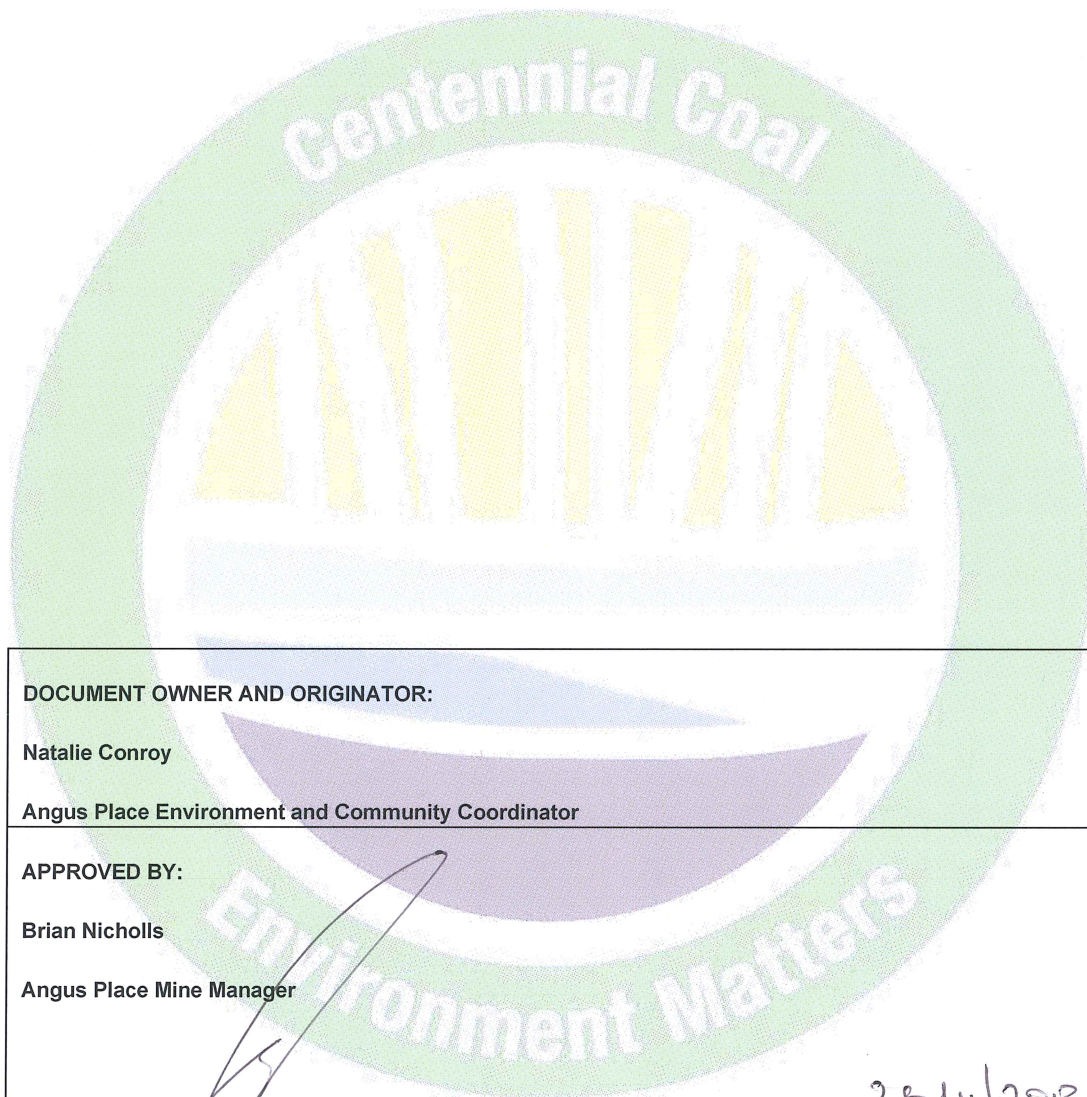 Centennial Coal
DOCUMENT OWNER AND ORIGINATOR:
Natalie Conroy
Angus Place Environment and Community Coordinator
APPROVED BY:
Brian Nicholls
Angus Place Mine Manager
Environment Matters